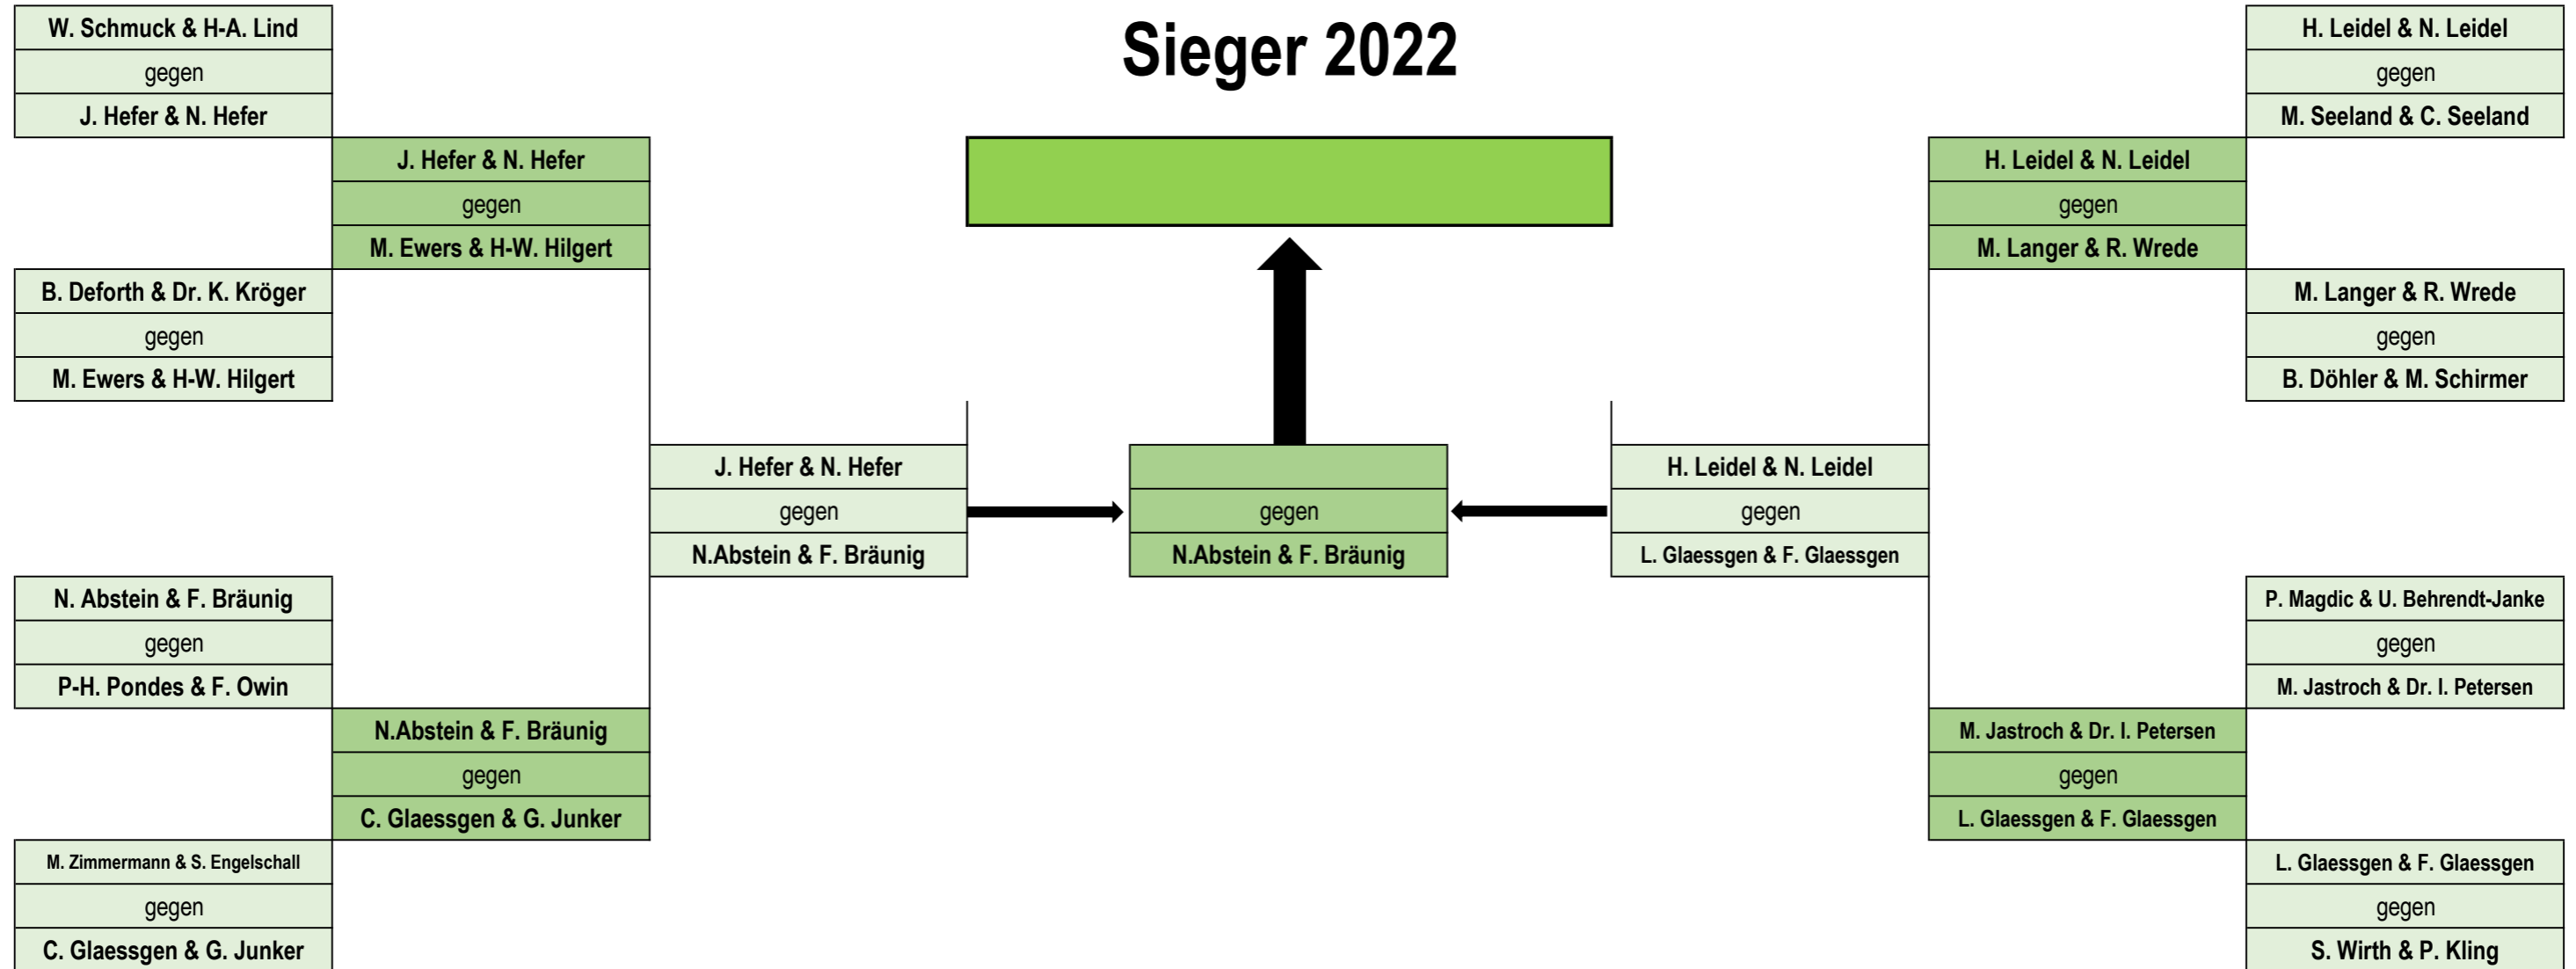 Sieger 2022
W. Schmuck & H-A. Lind
gegen
J. Hefer & N. Hefer
B. Deforth & Dr. K. Kröger
gegen
M. Ewers & H-W. Hilgert
N. Abstein & F. Bräunig
gegen
P-H. Pondes & F. Owin
M. Zimmermann & S. Engelschall
gegen
C. Glaessgen & G. Junker
J. Hefer & N. Hefer
gegen
M. Ewers & H-W. Hilgert
N.Abstein & F. Bräunig
gegen
C. Glaessgen & G. Junker
J. Hefer & N. Hefer
gegen
N.Abstein & F. Bräunig
gegen
N.Abstein & F. Bräunig
H. Leidel & N. Leidel
gegen
L. Glaessgen & F. Glaessgen
H. Leidel & N. Leidel
gegen
M. Langer & R. Wrede
M. Jastroch & Dr. I. Petersen
gegen
L. Glaessgen & F. Glaessgen
H. Leidel & N. Leidel
gegen
M. Seeland & C. Seeland
M. Langer & R. Wrede
gegen
B. Döhler & M. Schirmer
P. Magdic & U. Behrendt-Janke
gegen
M. Jastroch & Dr. I. Petersen
L. Glaessgen & F. Glaessgen
gegen
S. Wirth & P. Kling